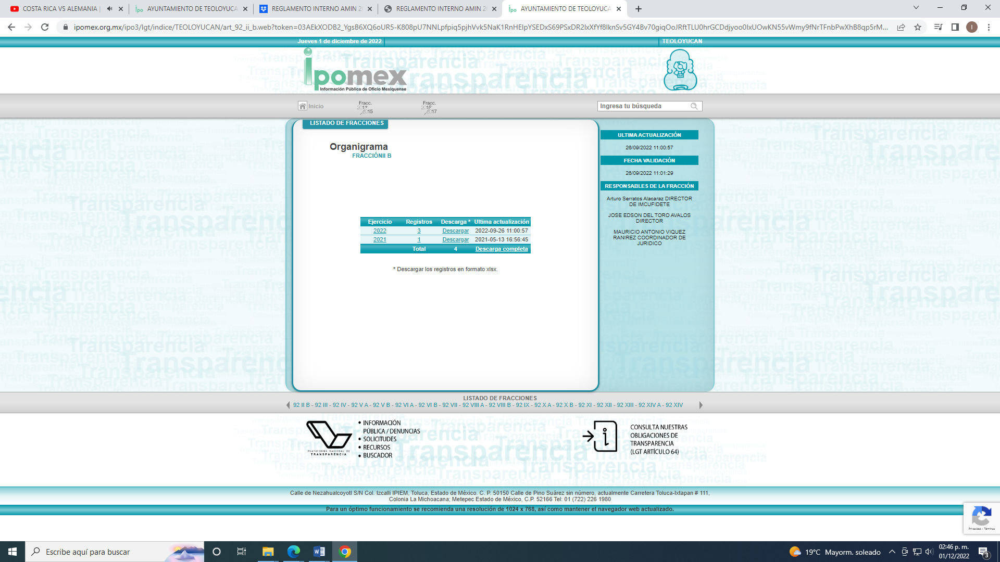 COSTA RICA VS ALEMANIA |
AYUNTAMIENTO DE TEOLOYUCA
REGLAMENTO INTERNO AMIN 2
REGLAMENTO INTERNO AMIN 2
AYUNTAMIENTO DE TEOLOYUCA
Jueves 1 de diciembre de 2022
TEOLOYUCAN
ipomex
Información Pública de Oficio Mexiquense
Inicio
Fracc.
2015
Fracc.
2017
Ingresa tu búsqueda
LISTADO DE FRACCIONES
Organigrama
FRACCIÓNII B
Ejercicio Registros Descarga * Ultima actualización
2022 3 Descargar 2022-09-26 11:00:57
2021 1 Descargar 2021-05-13 16:56:45
Total 4 Descarga completa
* Descargar los registros en formato xlsx.
ULTIMA ACTUALIZACIÓN
26/09/2022 11:00:57
FECHA VALIDACIÓN
26/09/2022 11:01:29
RESPONSABLES DE LA FRACCIÓN
Arturo Serratos Alacaraz DIRECTOR
DE IMCUFIDETE
JOSE EDSON DEL TORO AVALOS
DIRECTOR
MAURICIO ANTONIO VIQUEZ
RANIREZ COORDINADOR DE
JURIDICO
LISTADO DE FRACCIONES
92 II B - 92 III - 92 IV - 92 V A - 92 V B - 92 VI A - 92 VI B - 92 VII - 92 VIII A - 92 VIII B - 92 IX - 92 X A - 92 X B - 92 XI - 92 XII - 92 XIII - 92 XIV A - 92 XIV
PLATAFORMA NACIONAL DE
TRANSPARENCIA
• INFORMACIÓN
PÚBLICA / DENUNCIAS
• SOLICITUDES
• RECURSOS
• BUSCADOR
CONSULTA NUESTRAS
OBLIGACIONES DE
TRANSPARENCIA
(LGT ARTÍCULO 64)
Calle de Nezahualcoyotl S/N Col. Izcalli IPIEM, Toluca, Estado de México. C. P. 50150 Calle de Pino Suárez sin número, actualmente Carretera Toluca-Ixtapan # 111,
Colonia La Michoacana; Metepec Estado de México, C.P. 52166 Tel: 01 (722) 226 1980
Para un óptimo funcionamiento se recomienda una resolución de 1024 x 768, así como mantener el navegador web actualizado.
Privacidad - Términos
Escribe aquí para buscar
19°C Mayorm. soleado
02:46 p. m.
01/12/2022
3